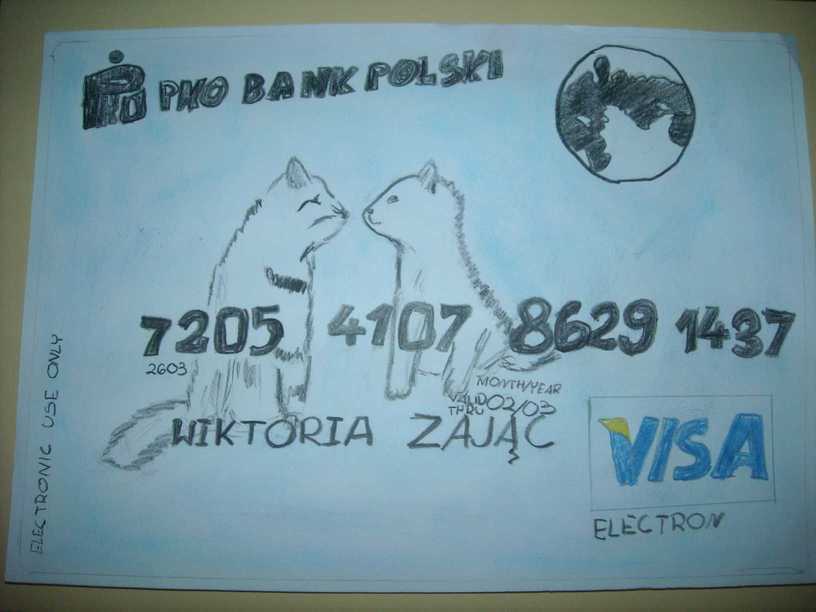 PKO PKO BANK POLSKI
7205 4107 8629 1437
2603
MONTH/YEAR
VALID
THRU 02/03
WIKTORIA ZAJĄC
VISA
ELECTRON
ELECTRONIC USE ONLY